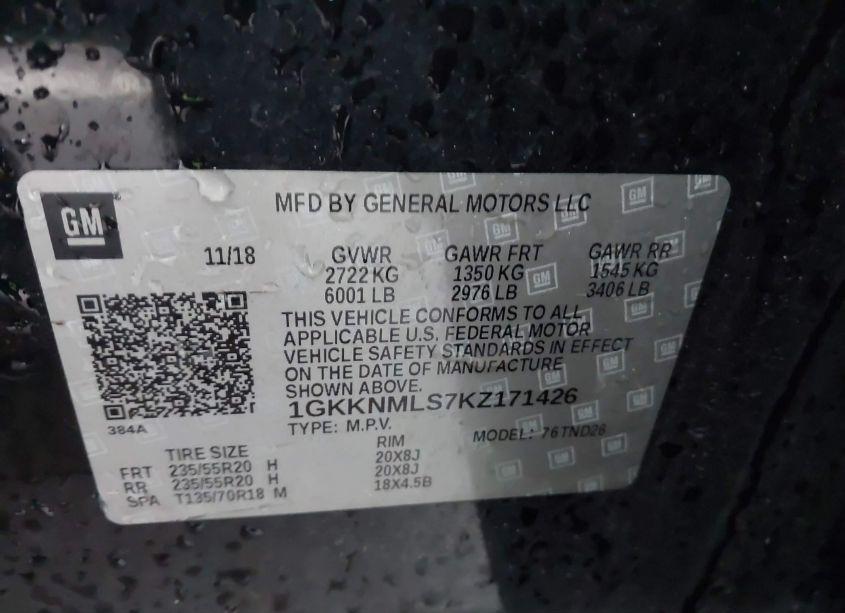 GM
MFD BY GENERAL MOTORS LLC
11/18 GVWR GAWR FRT GAWR RR
2722 KG 1350 KG 1545 KG
6001 LB 2976 LB 3406 LB
THIS VEHICLE CONFORMS TO ALL
APPLICABLE U.S. FEDERAL MOTOR
VEHICLE SAFETY STANDARDS IN EFFECT
ON THE DATE OF MANUFACTURE
SHOWN ABOVE.
1GKKNMLS7KZ171426
384A
TYPE: M.P.V. MODEL: 76TND26
TIRE SIZE RIM
FRT 235/55R20 H 20X8J
RR 235/55R20 H 20X8J
SPA T135/70R18 M 18X4.5B